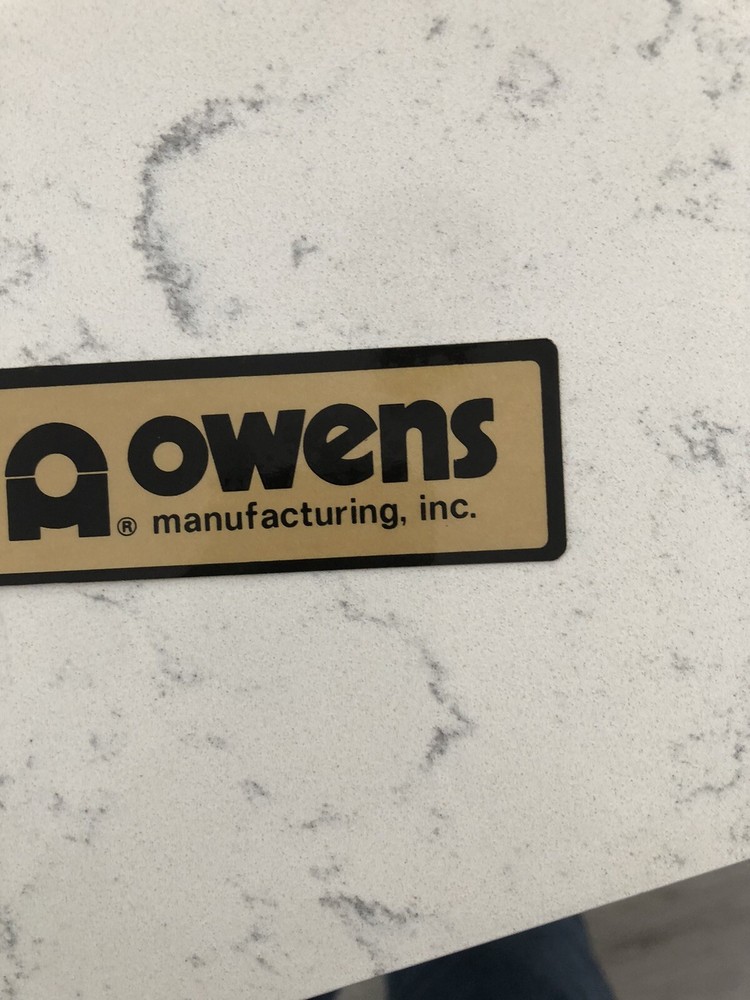 owens
® manufacturing, inc.